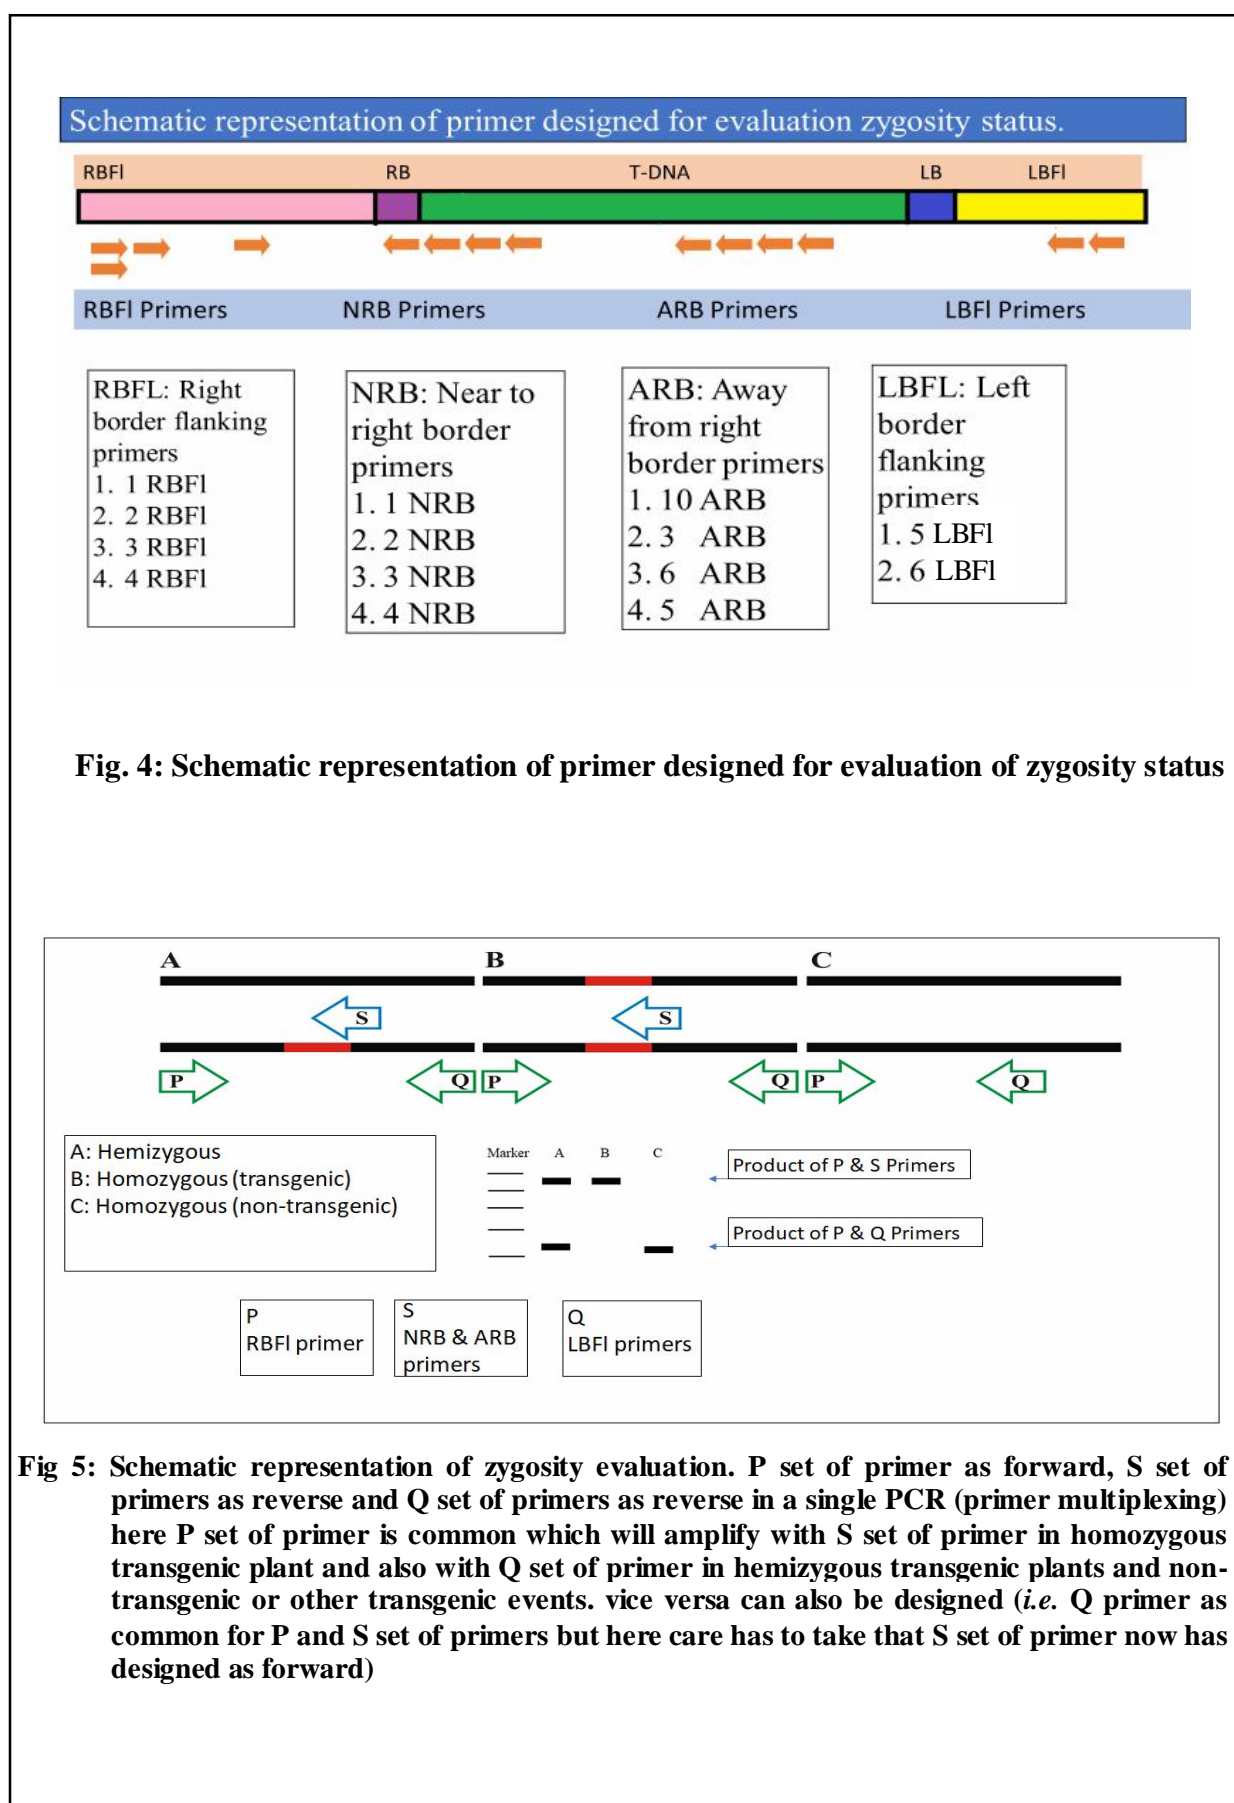 Schematic representation of primer designed for evaluation zygosity status.
RBFl RB T-DNA LB LBFl
RBFl Primers NRB Primers ARB Primers LBFl Primers
RBFL: Right
border flanking
primers
1. 1 RBFl
2. 2 RBFl
3. 3 RBFl
4. 4 RBFl
NRB: Near to
right border
primers
1. 1 NRB
2. 2 NRB
3. 3 NRB
4. 4 NRB
ARB: Away
from right
border primers
1. 10 ARB
2. 3 ARB
3. 6 ARB
4. 5 ARB
LBFL: Left
border
flanking
primers
1. 5 LBFl
2. 6 LBFl
Fig. 4: Schematic representation of primer designed for evaluation of zygosity status
A B C
S S
P Q P Q P Q
A: Hemizygous
B: Homozygous (transgenic)
C: Homozygous (non-transgenic)
Marker A B C
Product of P & S Primers
Product of P & Q Primers
P
RBFl primer
S
NRB & ARB
primers
Q
LBFl primers
Fig 5: Schematic representation of zygosity evaluation. P set of primer as forward, S set of
primers as reverse and Q set of primers as reverse in a single PCR (primer multiplexing)
here P set of primer is common which will amplify with S set of primer in homozygous
transgenic plant and also with Q set of primer in hemizygous transgenic plants and non-
transgenic or other transgenic events. vice versa can also be designed (i.e. Q primer as
common for P and S set of primers but here care has to take that S set of primer now has
designed as forward)